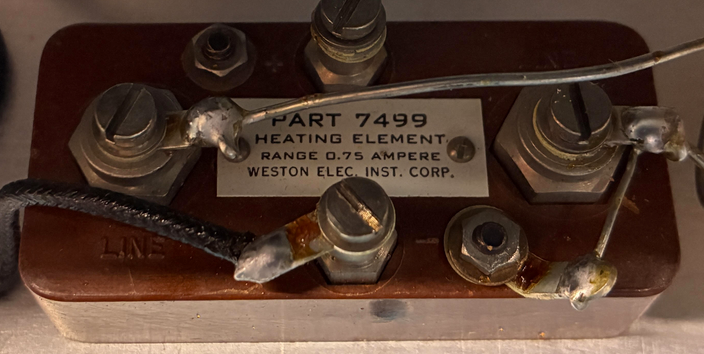 PART 7499
HEATING ELEMENT
RANGE 0.75 AMPERE
WESTON ELEC. INST. CORP.
LINE